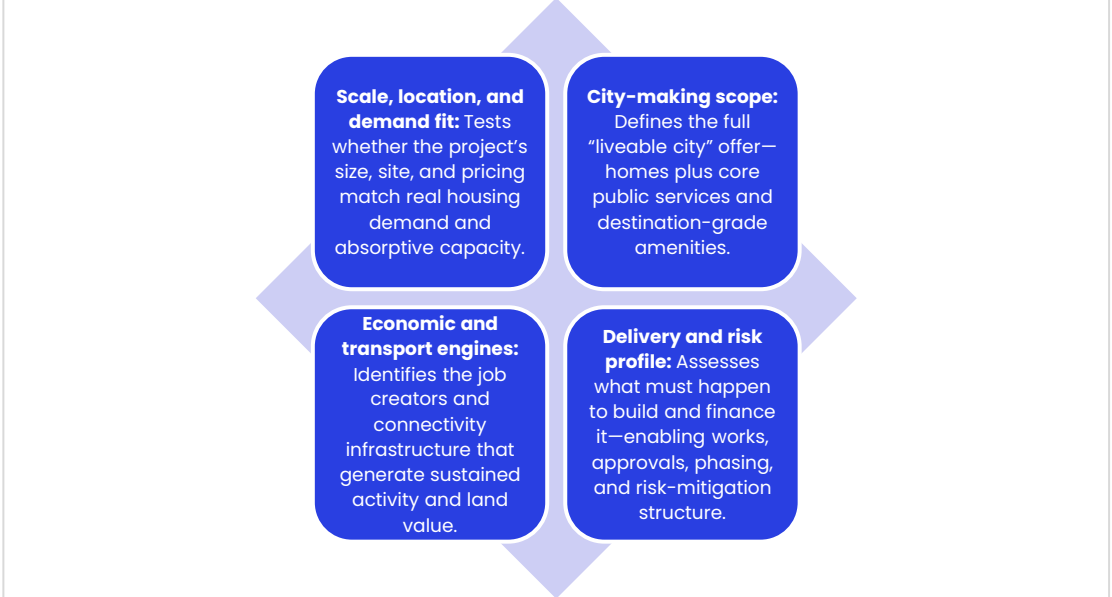 Scale, location, and
demand fit: Tests
whether the project’s
size, site, and pricing
match real housing
demand and
absorptive capacity.
City-making scope:
Defines the full
“liveable city” offer—
homes plus core
public services and
destination-grade
amenities.
Economic and
transport engines:
Identifies the job
creators and
connectivity
infrastructure that
generate sustained
activity and land
value.
Delivery and risk
profile: Assesses
what must happen
to build and finance
it—enabling works,
approvals, phasing,
and risk-mitigation
structure.